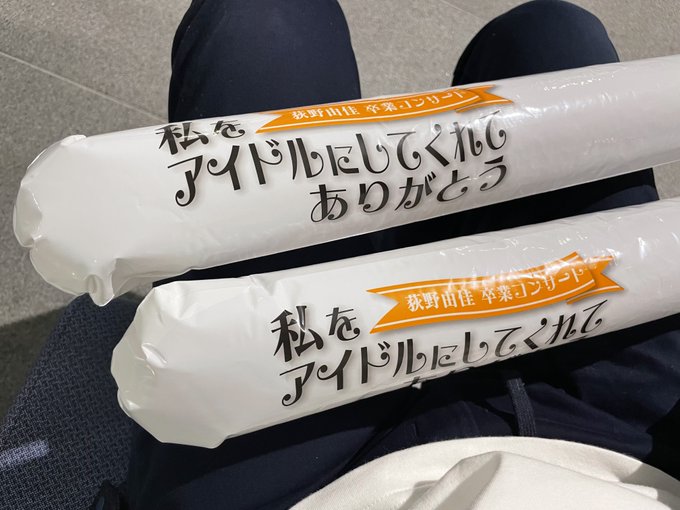 荻野由佳 卒業コンサート
私を
アイドルにしてくれて
ありがとう
荻野由佳 卒業コンサート
私を
アイドルにしてくれて